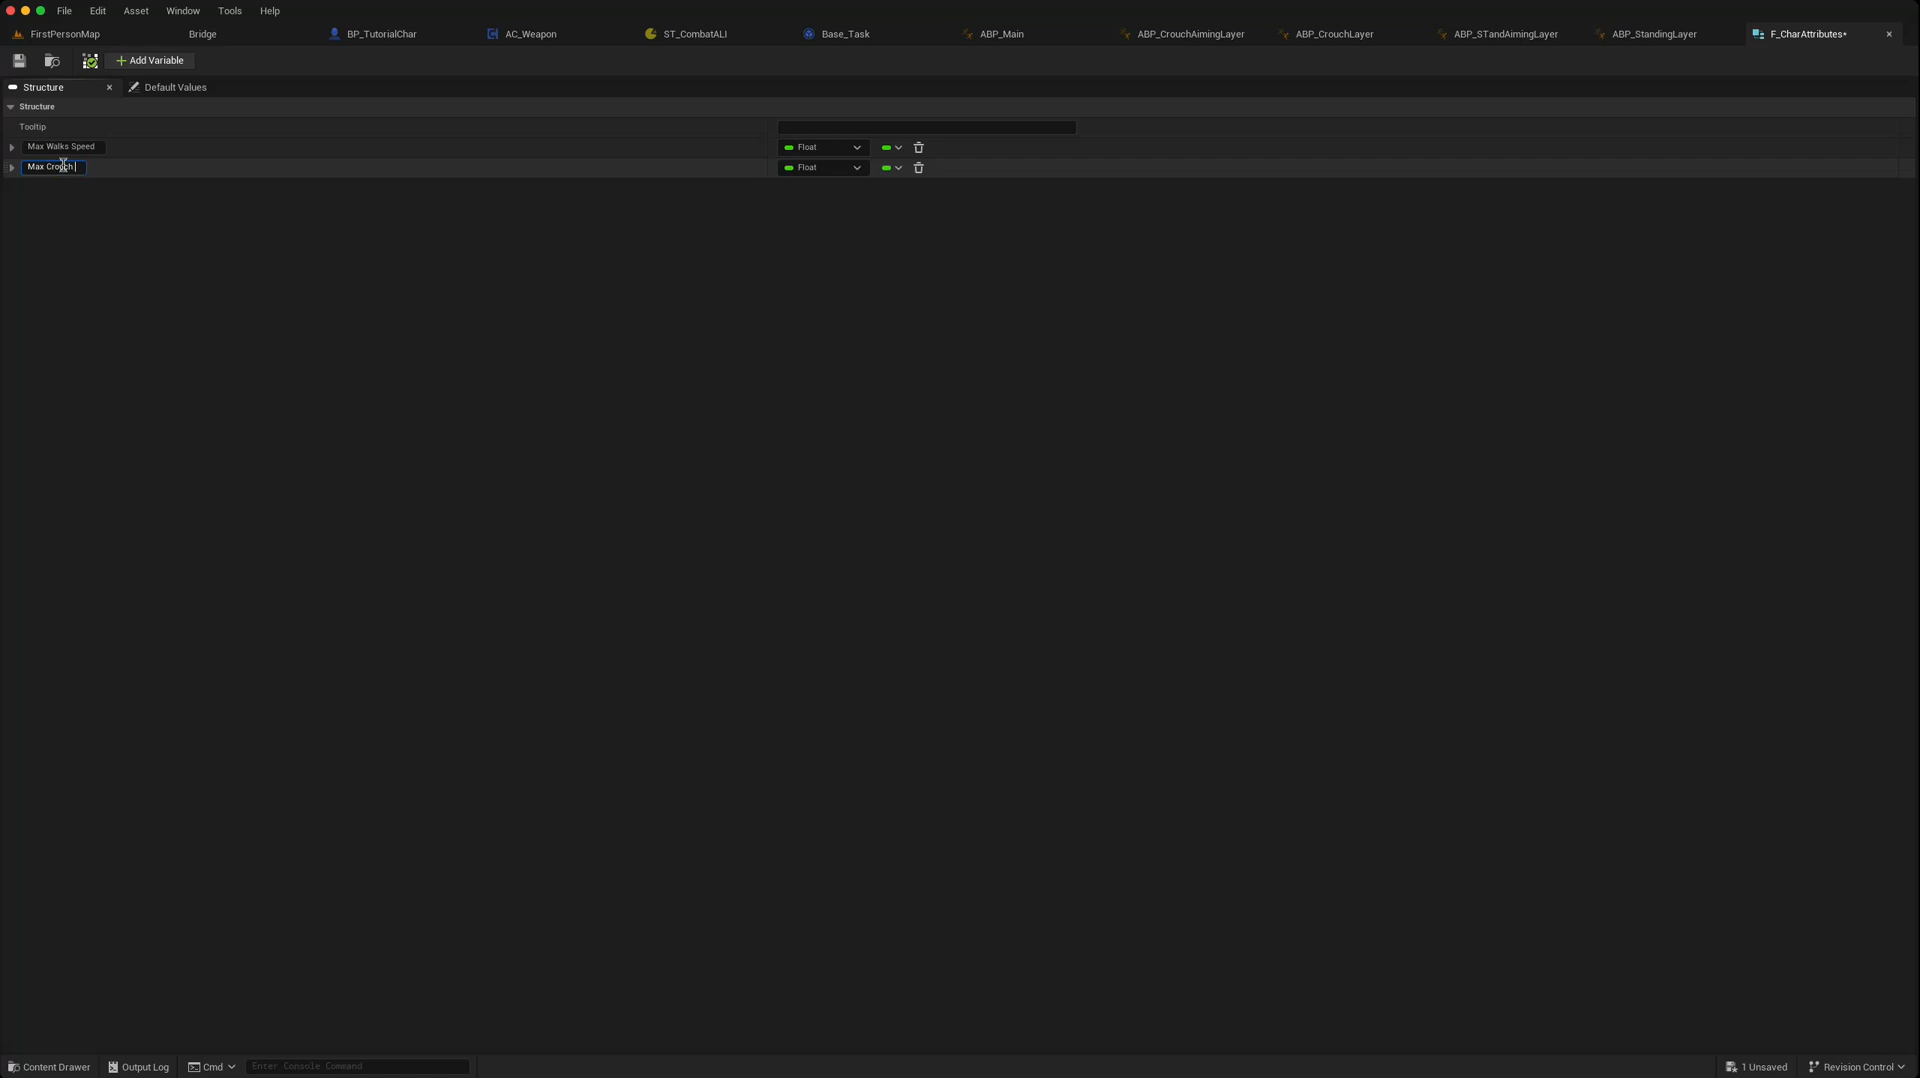 File Edit Asset Window Tools Help
FirstPersonMap Bridge BP_TutorialChar AC_Weapon ST_CombatALI Base_Task ABP_Main ABP_CrouchAimingLayer ABP_CrouchLayer ABP_STandAimingLayer ABP_StandingLayer F_CharAttributes*
Add Variable
Structure Default Values
Structure
Tooltip
Max Walks Speed Float
Max Crouch Float
Content Drawer Output Log Cmd Enter Console Command 1 Unsaved Revision Control